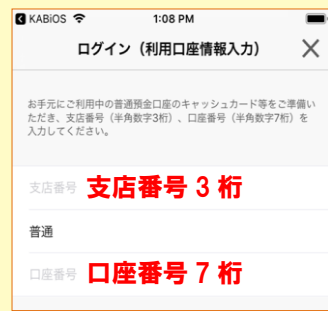 KABiOS 1:08 PM
ログイン（利用口座情報入力）
お手元にご利用中の普通預金口座のキャッシュカード等をご準備い
ただき、支店番号（半角数字3桁）、口座番号（半角数字7桁）を
入力してください。
支店番号 支店番号 3 桁
普通
口座番号 口座番号 7 桁